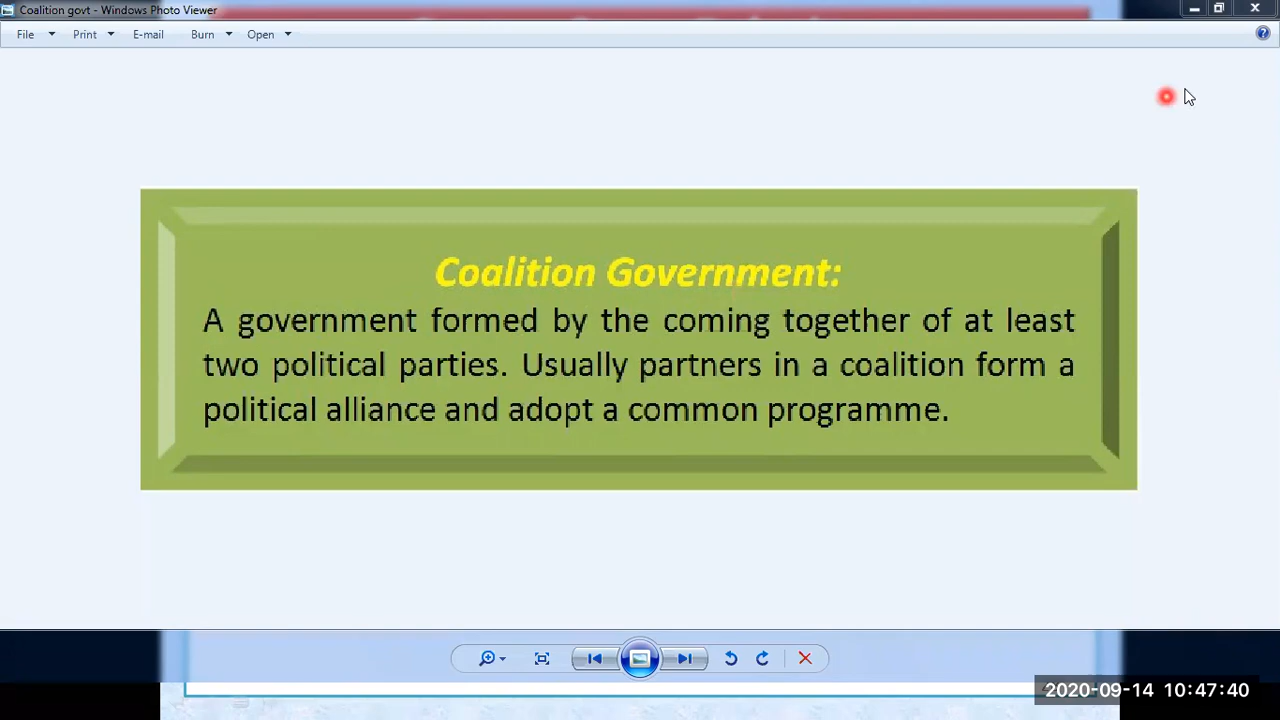 Coalition govt - Windows Photo Viewer
File Print E-mail Burn Open
Coalition Government:
A government formed by the coming together of at least
two political parties. Usually partners in a coalition form a
political alliance and adopt a common programme.
2020-09-14 10:47:40